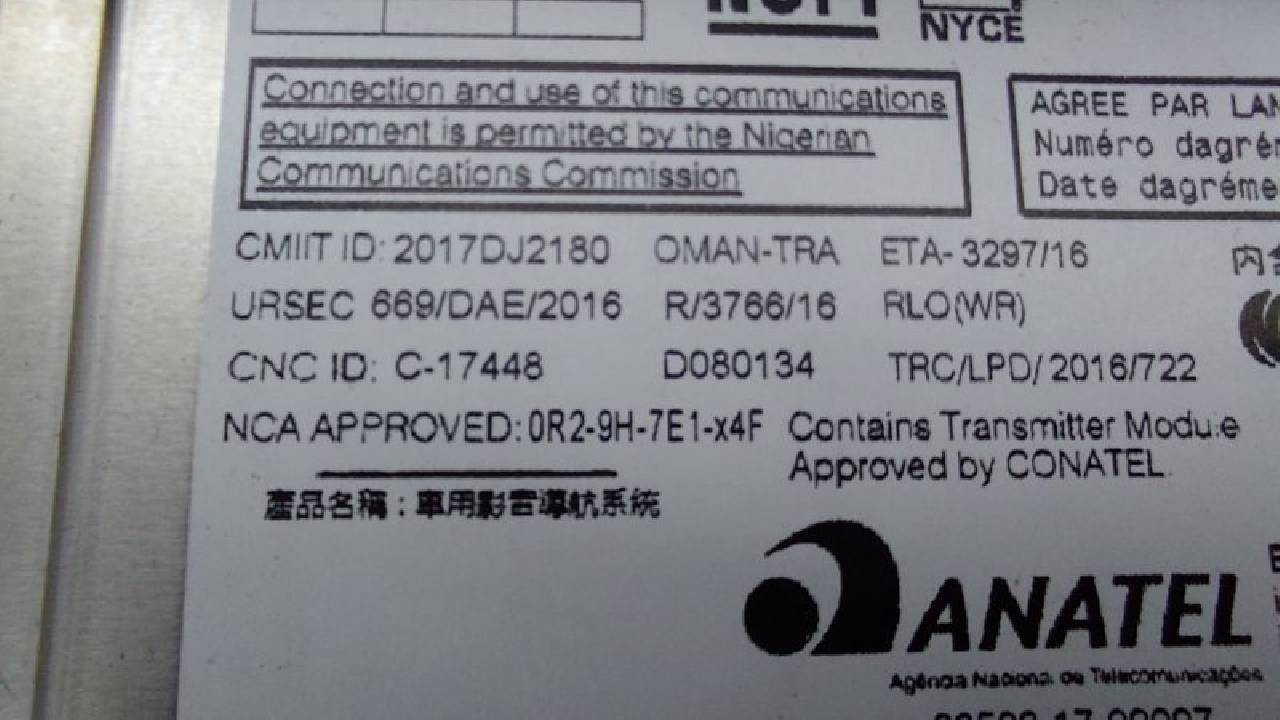 NYCE
Connection and use of this communications
equipment is permitted by the Nigerian
Communications Commission
AGREE PAR
Numéro
Date
CMIIT ID: 2017DJ2180 OMAN-TRA ETA- 3297/16
URSEC 669/DAE/2016 R/3766/16 RLO(WR)
CNC ID: C-17448 D080134 TRC/LPD/ 2016/722
NCA APPROVED: 0R2-9H-7E1-x4F Contains Transmitter Module
Approved by CONATEL
產品名稱：車用影音導航系統
ANATEL
Agência Nacional de Telecomunicações